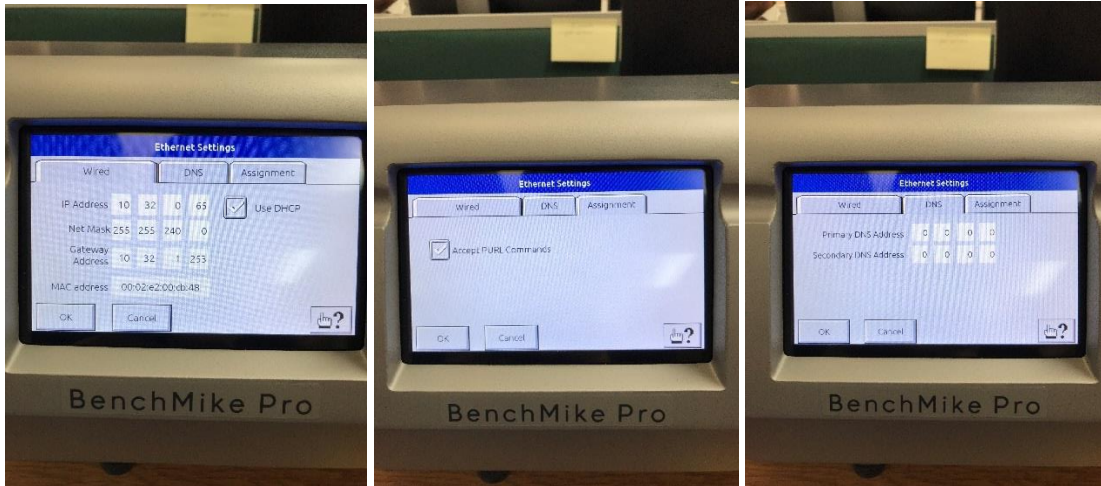 Ethernet Settings
Wired DNS Assignment
IP Address 10 32 0 65 Use DHCP
Net Mask 255 255 240 0
Gateway
Address 10 32 1 253
MAC address 00:02:e2:00:cb:48
OK Cancel ?
BenchMike Pro
Ethernet Settings
Wired DNS Assignment
Accept PURL Commands
OK Cancel ?
BenchMike Pro
Ethernet Settings
Wired DNS Assignment
Primary DNS Address 0 0 0 0
Secondary DNS Address 0 0 0 0
OK Cancel ?
BenchMike Pro